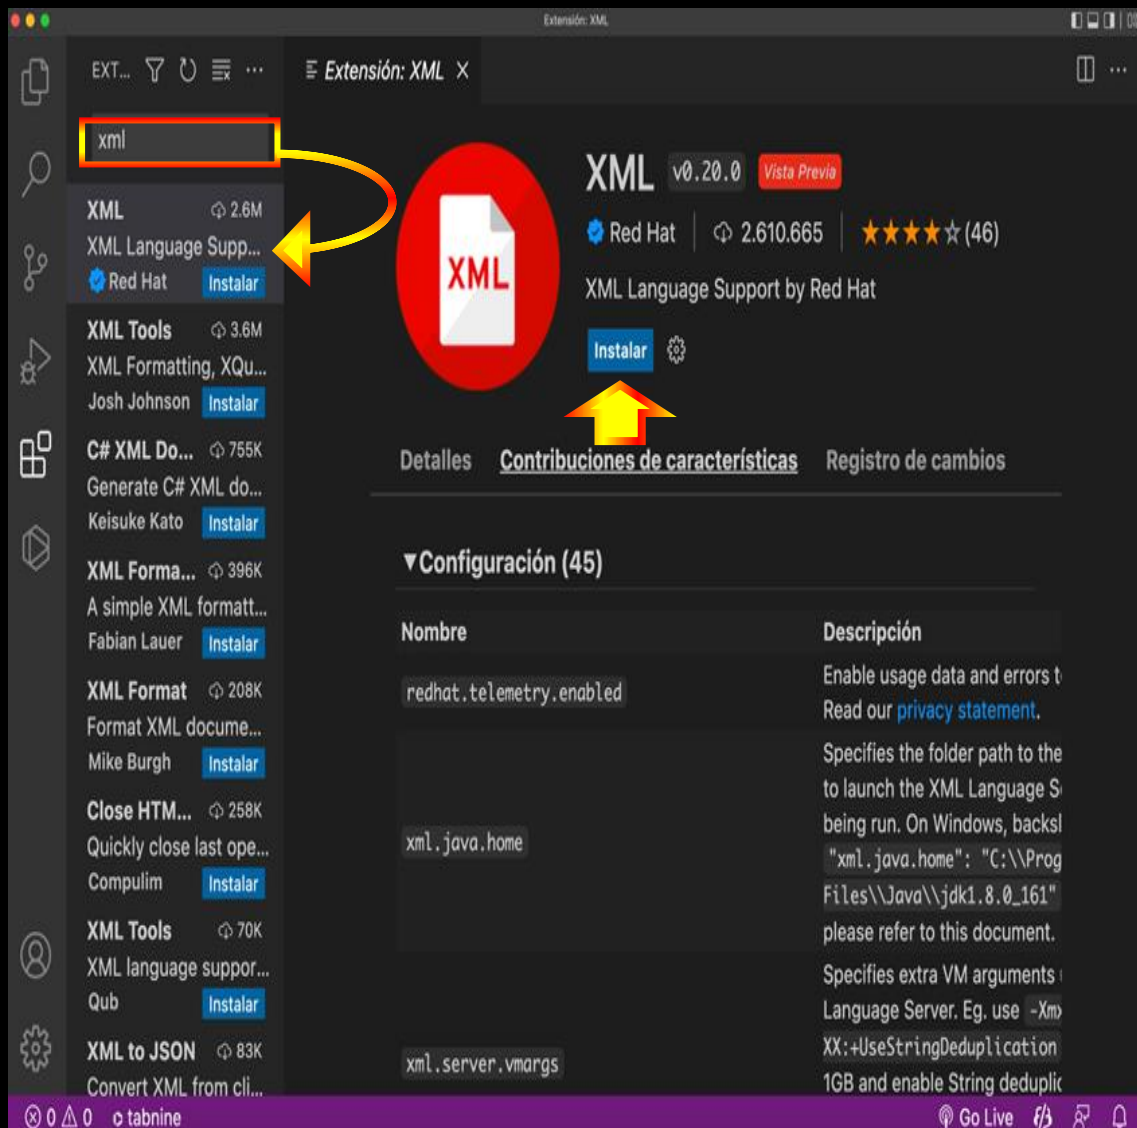 Extensión: XML
EXT...
Extensión: XML
xml
XML 2.6M
XML Language Supp...
Red Hat Instalar
XML Tools 3.6M
XML Formatting, XQu...
Josh Johnson Instalar
C# XML Do... 755K
Generate C# XML do...
Keisuke Kato Instalar
XML Forma... 396K
A simple XML formatt...
Fabian Lauer Instalar
XML Format 208K
Format XML docume...
Mike Burgh Instalar
Close HTM... 258K
Quickly close last ope...
Compulim Instalar
XML Tools 70K
XML language suppor...
Qub Instalar
XML to JSON 83K
Convert XML from cli...
XML
XML v0.20.0 Vista Previa
Red Hat 2.610.665 (46)
XML Language Support by Red Hat
Instalar
Detalles Contribuciones de características Registro de cambios
Configuración (45)
Nombre Descripción
redhat.telemetry.enabled
Enable usage data and errors
Read our privacy statement.
xml.java.home
Specifies the folder path to the
to launch the XML Language
being run. On Windows, backsl
"xml.java.home": "C:\\Prog
Files\\Java\\jdk1.8.0_161"
please refer to this document.
xml.server.vmargs
Specifies extra VM arguments
Language Server. Eg. use -Xmx
XX:+UseStringDeduplication
1GB and enable String deduplic
0 0 tabnine Go Live